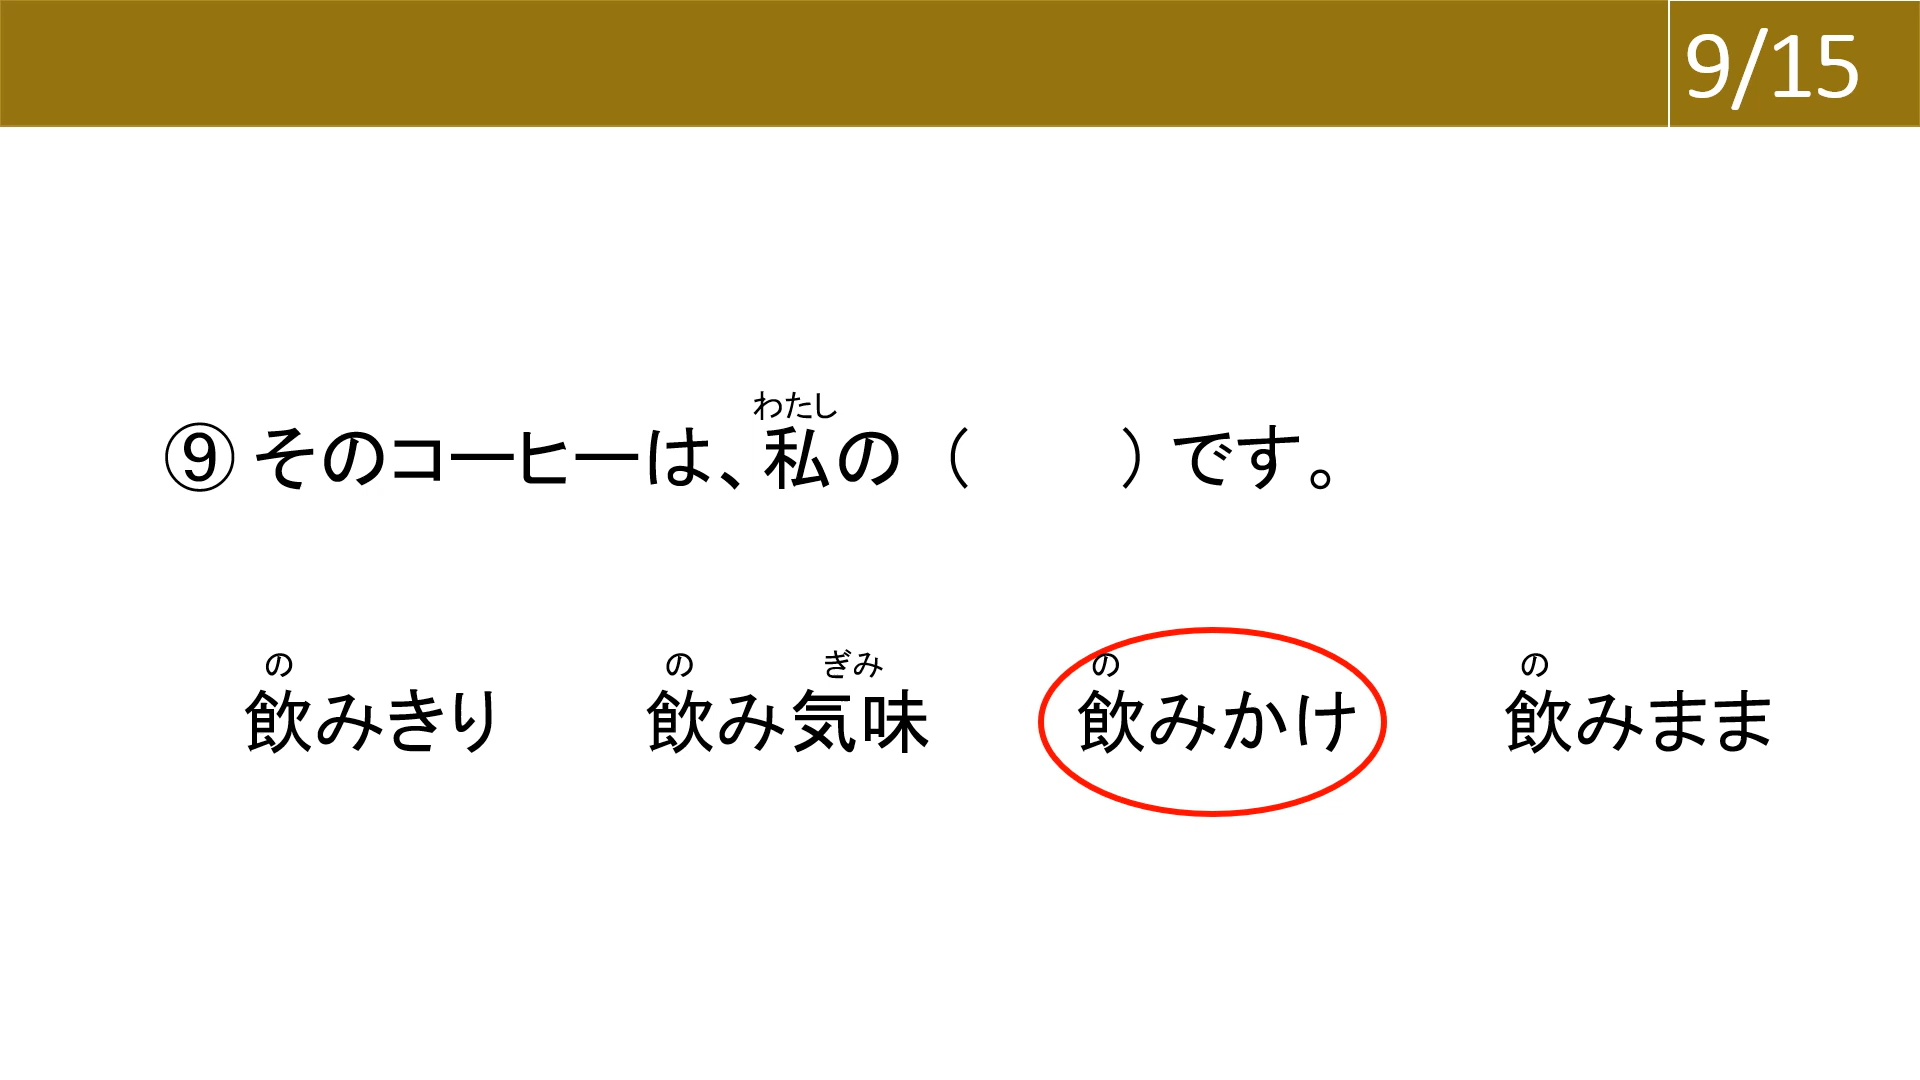 9/15
わたし
⑨ そのコーヒーは、私の（　　）です。
の　の　ぎみ　の　の
飲みきり　飲み気味　飲みかけ　飲みまま